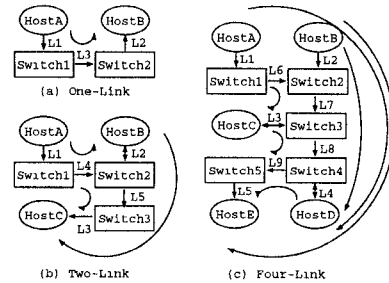 HostA
HostB
L1
L2
L3
Switch1
Switch2
(a) One-Link
HostA
HostB
L1
L4
L2
Switch1
Switch2
L5
HostC
L3
Switch3
(b) Two-Link
HostA
HostB
L1
L6
L2
Switch1
Switch2
L7
HostC
L3
Switch3
L8
Switch5
L9
Switch4
L5
L4
HostE
HostD
(c) Four-Link